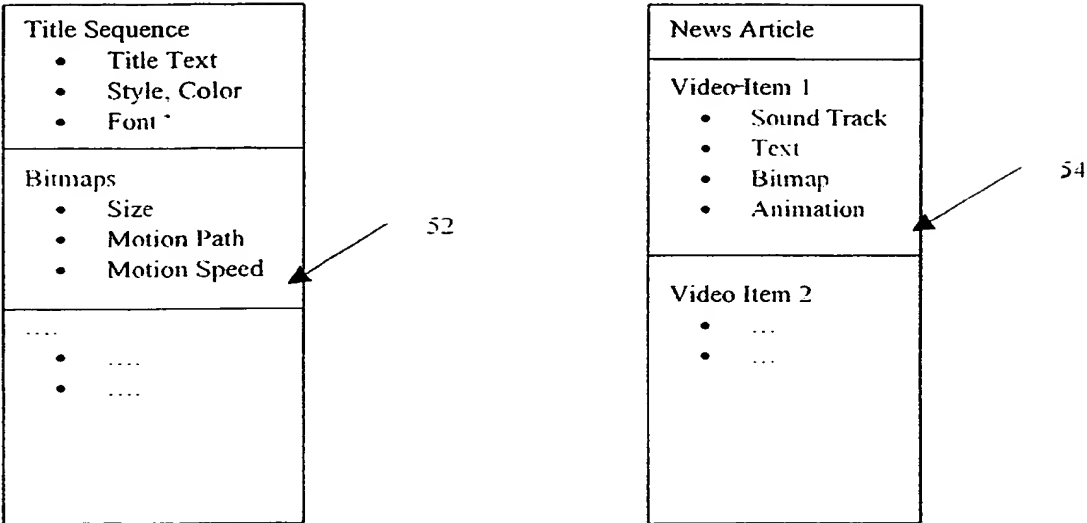 Title Sequence
• Title Text
• Style, Color
• Font
Bitmaps
• Size
• Motion Path
• Motion Speed
52
....
• ....
• ....
News Article
Video Item 1
• Sound Track
• Text
• Bitmap
• Animation
54
Video Item 2
• ...
• ...